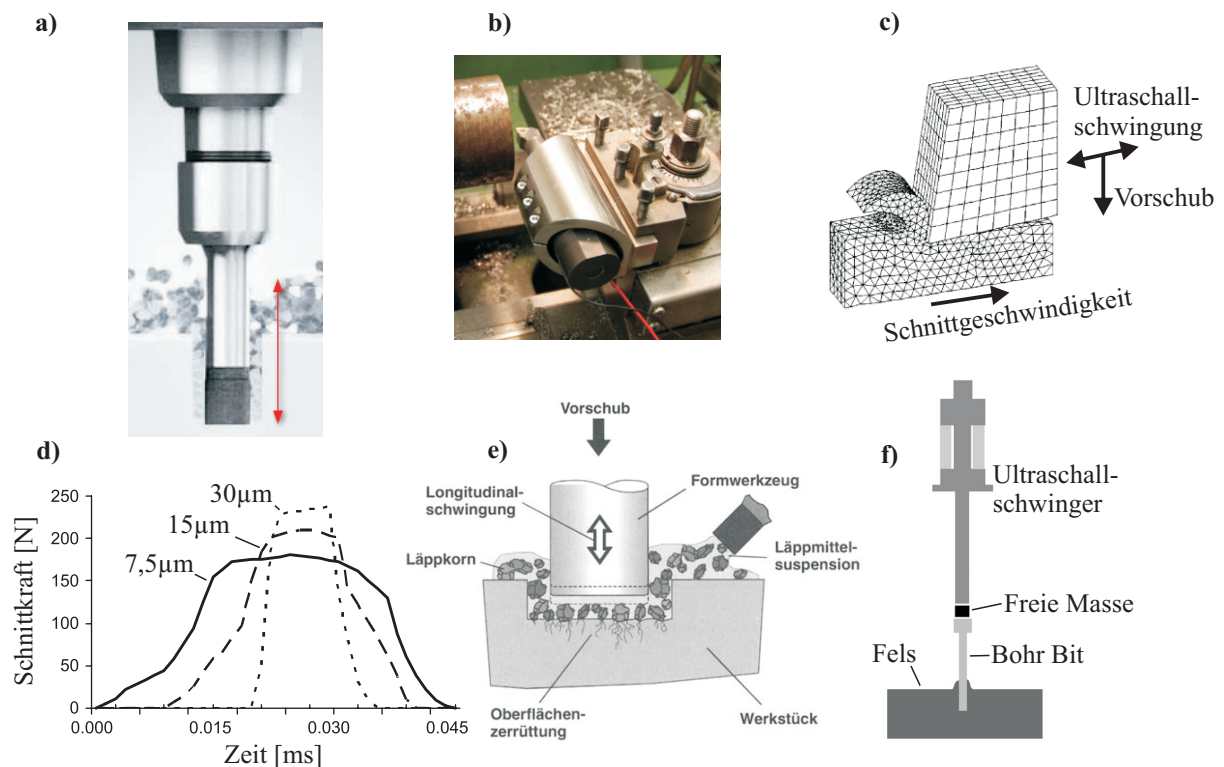 a)
b)
c)
Ultraschall-
schwingung
Vorschub
Schnittgeschwindigkeit
d)
Schnittkraft [N]
250
200
150
100
50
0
30µm
15µm
7,5µm
0.000
0.015
0.030
0.045
Zeit [ms]
e)
Vorschub
Longitudinal-
schwingung
Formwerkzeug
Läppkorn
Läppmittel-
suspension
Oberflächen-
zerrüttung
Werkstück
f)
Ultraschall-
schwinger
Freie Masse
Bohr Bit
Fels